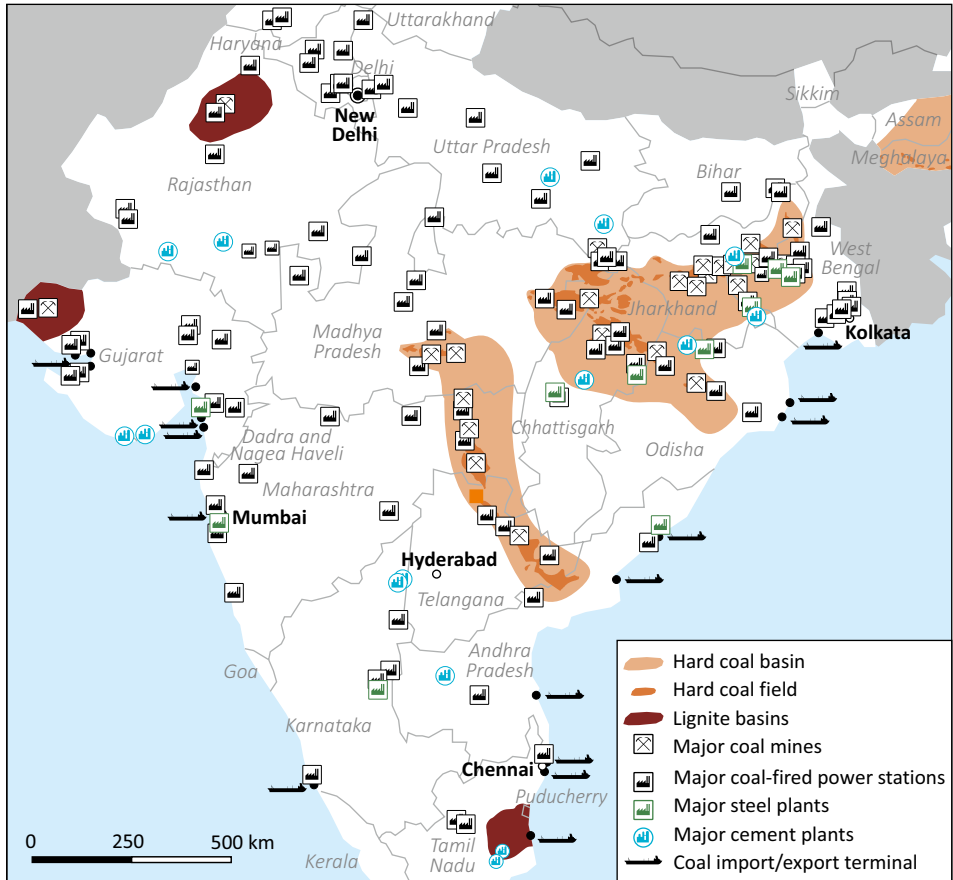 Uttarakhand
Haryana
Delhi
New
Delhi
Sikkim
Assam
Meghalaya
Uttar Pradesh
Bihar
Rajasthan
West
Bengal
Jharkhand
Kolkata
Madhya
Pradesh
Gujarat
Chhattisgarh
Dadra and
Nagea Haveli
Odisha
Maharashtra
Mumbai
Hyderabad
Telangana
Andhra
Pradesh
Goa
Karnataka
Chennai
Puducherry
Tamil
Nadu
Kerala
0 250 500 km
Hard coal basin
Hard coal field
Lignite basins
Major coal mines
Major coal-fired power stations
Major steel plants
Major cement plants
Coal import/export terminal